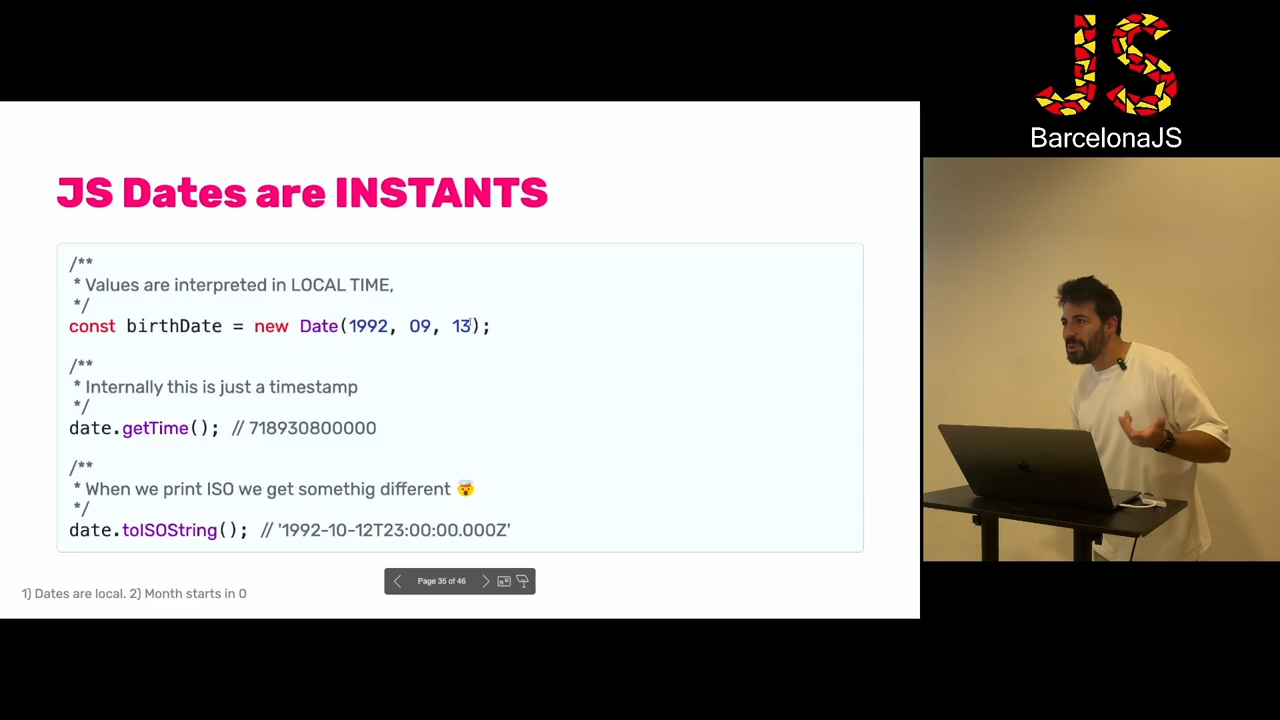 JS
BarcelonaJS
JS Dates are INSTANTS
/**
* Values are interpreted in LOCAL TIME,
*/
const birthDate = new Date(1992, 09, 13);
/**
* Internally this is just a timestamp
*/
date.getTime(); // 718930800000
/**
* When we print ISO we get somethig different 🤯
*/
date.toISOString(); // '1992-10-12T23:00:00.000Z'
Page 35 of 46
1) Dates are local. 2) Month starts in 0